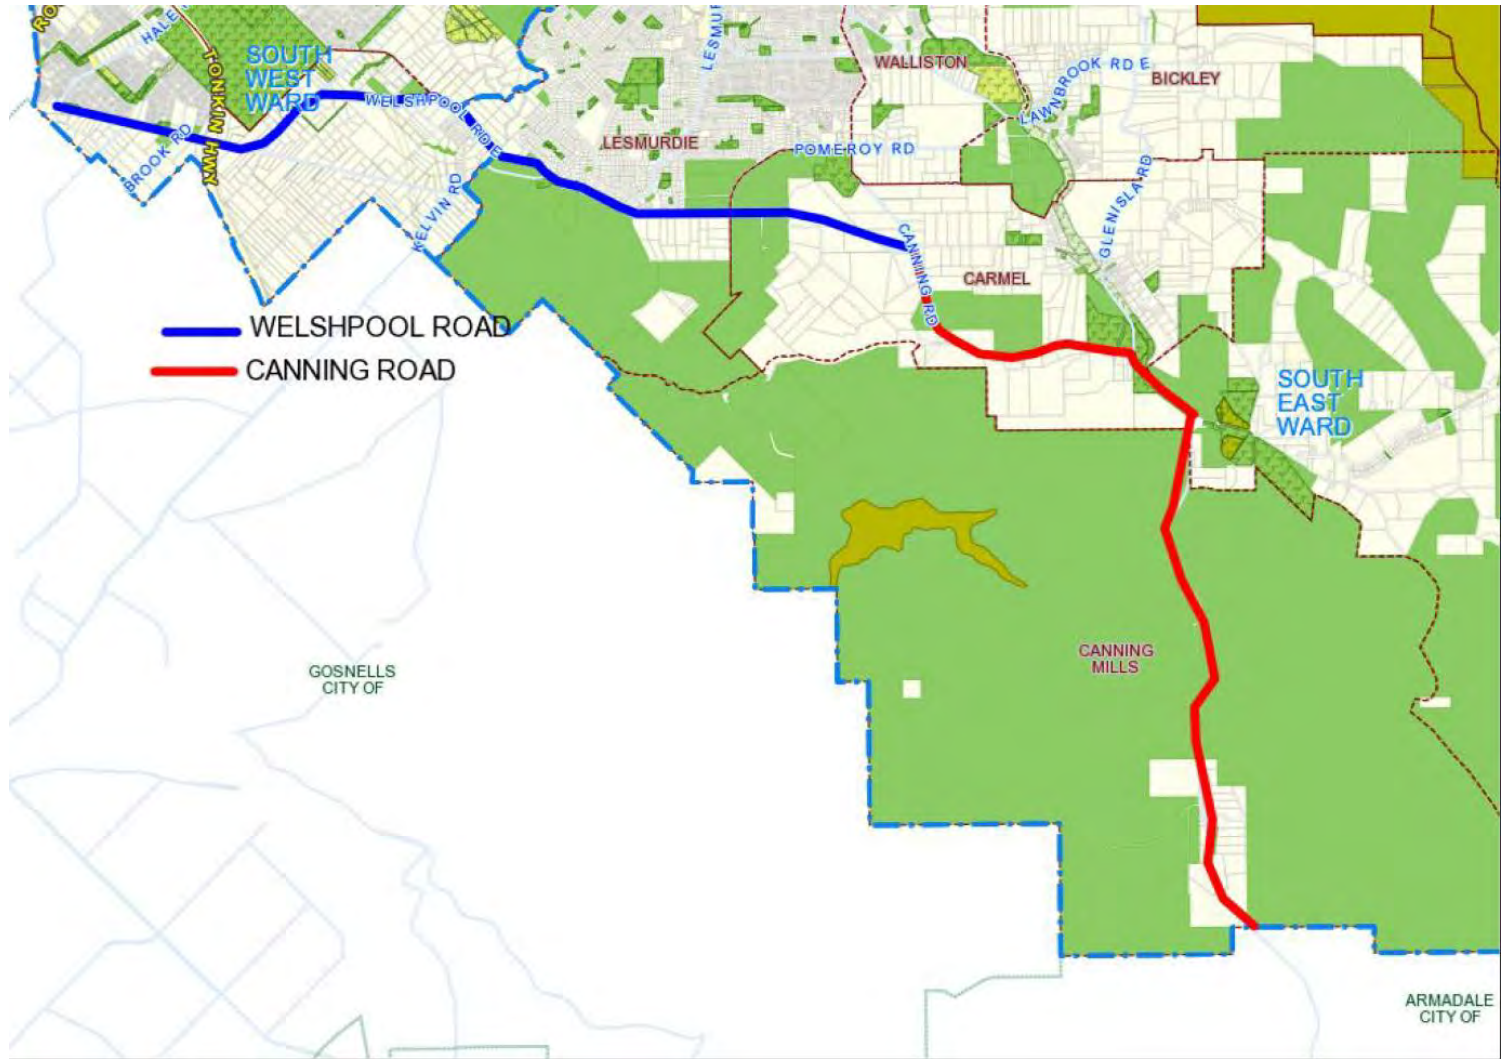 RO
HALE
TONKIN HWY
SOUTH
WEST
WARD
WELSHPOOL RD E
BROOK RD
KELVIN RD
LESMUR
LESMURDIE
WALLISTON
LAWNBROOK RD E
BICKLEY
POMEROY RD
GLENISLA RD
CANNING RD
CARMEL
WELSHPOOL ROAD
CANNING ROAD
SOUTH
EAST
WARD
CANNING
MILLS
GOSNELLS
CITY OF
ARMADALE
CITY OF